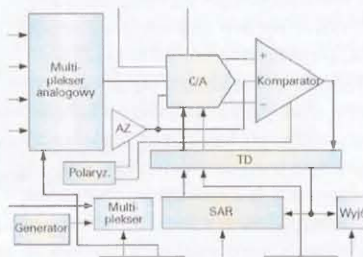 Multi-
plekser
analogowy
C/A
+
Komparator
−
AZ
Polaryz.
TD
Generator
Multi-
plekser
SAR
Wyj